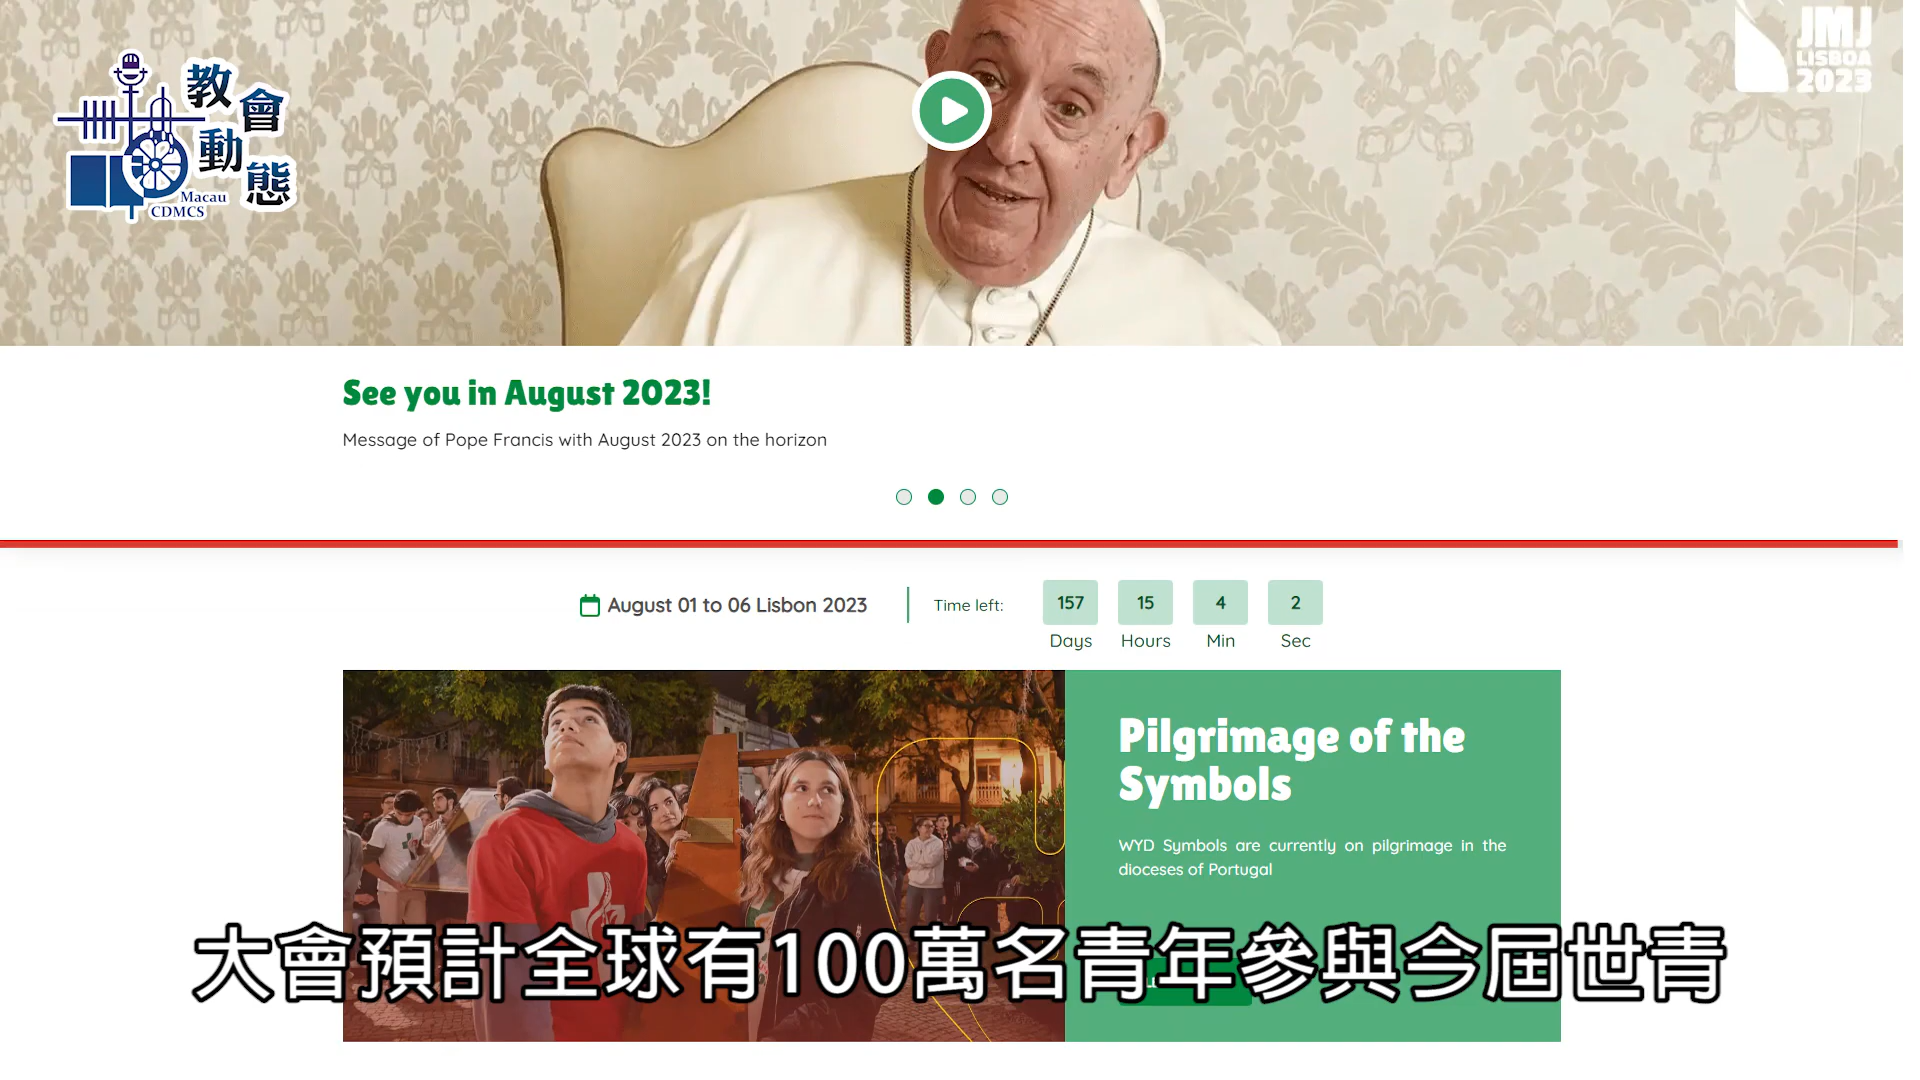 教會動態
Macau
CDMCS
JMJ
LISBOA
2023
See you in August 2023!
Message of Pope Francis with August 2023 on the horizon
August 01 to 06 Lisbon 2023
Time left:
157
15
4
2
Days
Hours
Min
Sec
Pilgrimage of the
Symbols
WYD Symbols are currently on pilgrimage in the
dioceses of Portugal
大會預計全球有100萬名青年參與今屆世青